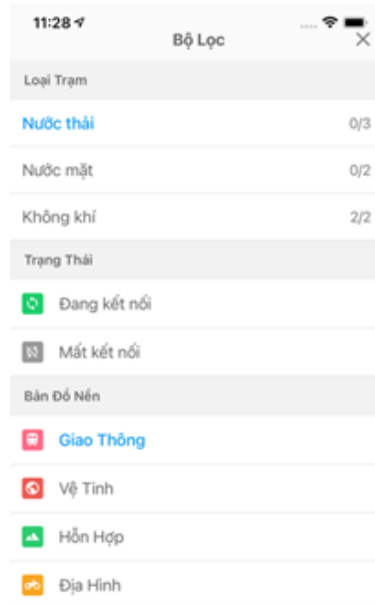 11:28
Bộ Lọc
Loại Trạm
Nước thải 0/3
Nước mặt 0/2
Không khí 2/2
Trạng Thái
Đang kết nối
Mất kết nối
Bản Đồ Nền
Giao Thông
Vệ Tinh
Hỗn Hợp
Địa Hình